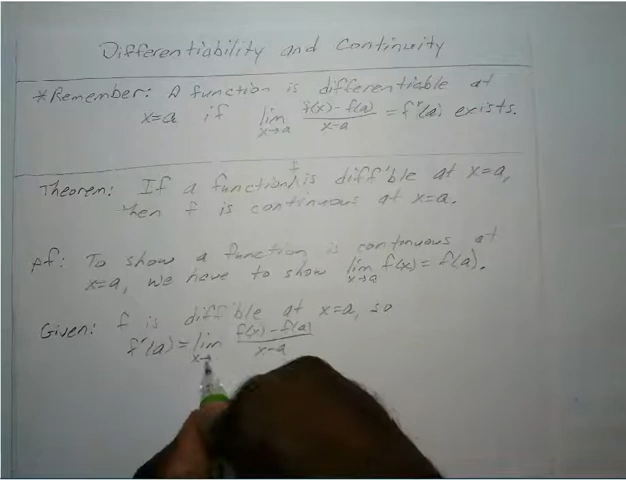 Differentiability and Continuity
*Remember: A function is differentiable at
x=a if lim x→a f(x)-f(a) / x-a = f'(a) exists.
Theorem: If a function f is diff'ble at x=a,
then f is continuous at x=a.
Pf: To show a function is continuous at
x=a, we have to show lim x→a f(x)=f(a).
Given: f is diff'ble at x=a, so
f'(a) = lim x→ f(x)-f(a) / x-a